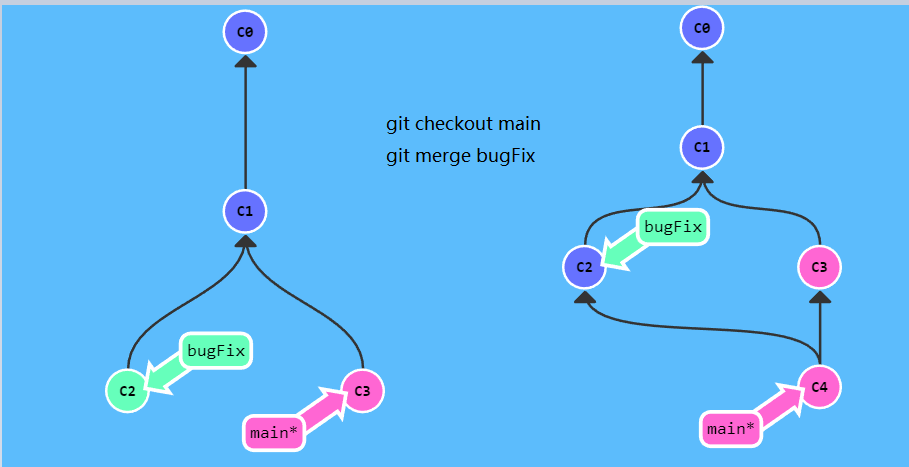 C0
C1
C2
bugFix
C3
main*
git checkout main
git merge bugFix
C0
C1
bugFix
C2
C3
C4
main*